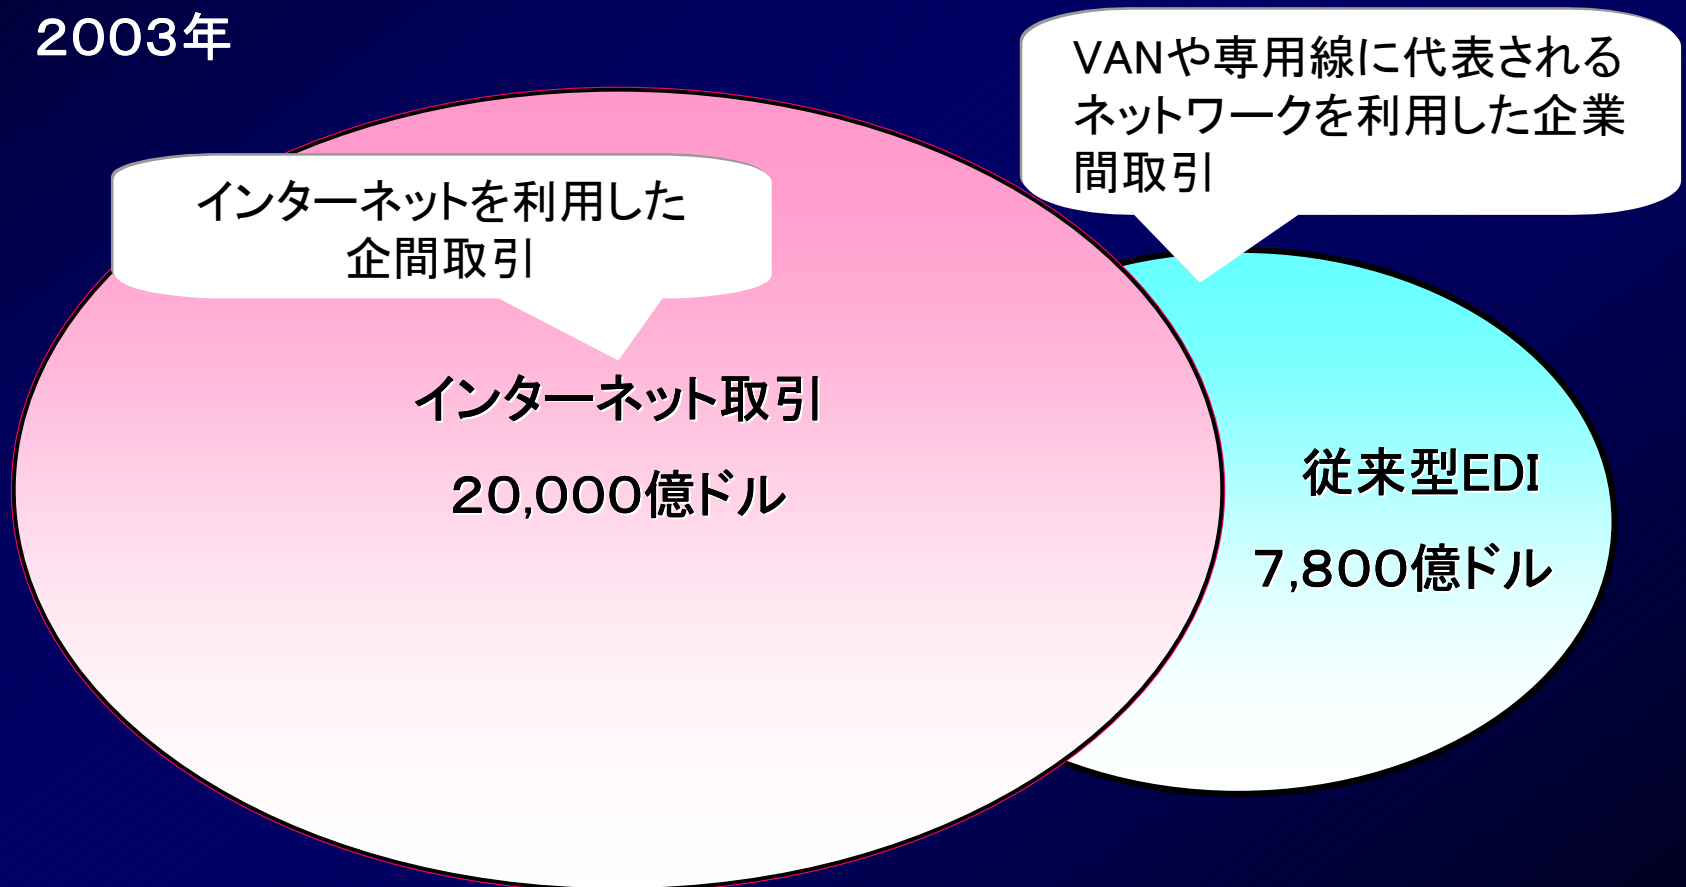 2003年
VANや専用線に代表される
ネットワークを利用した企業
間取引
インターネットを利用した
企間取引
インターネット取引
20,000億ドル
従来型EDI
7,800億ドル